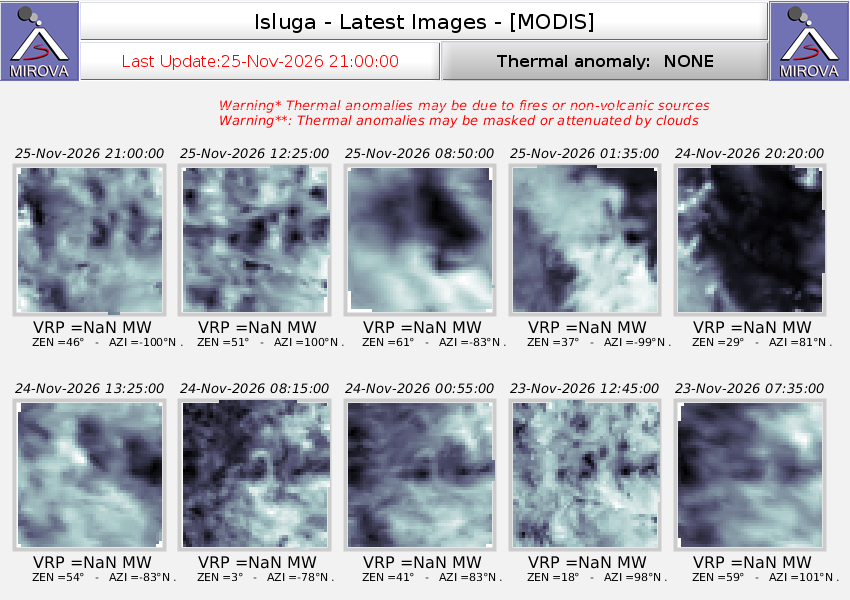 Isluga - Latest Images - [MODIS]
MIROVA
Last Update:25-Nov-2026 21:00:00
Thermal anomaly: NONE
MIROVA
Warning* Thermal anomalies may be due to fires or non-volcanic sources
Warning**: Thermal anomalies may be masked or attenuated by clouds
25-Nov-2026 21:00:00
25-Nov-2026 12:25:00
25-Nov-2026 08:50:00
25-Nov-2026 01:35:00
24-Nov-2026 20:20:00
VRP =NaN MW
VRP =NaN MW
VRP =NaN MW
VRP =NaN MW
VRP =NaN MW
ZEN =46° - AZI =-100°N .
ZEN =51° - AZI =100°N .
ZEN =61° - AZI =-83°N .
ZEN =37° - AZI =-99°N .
ZEN =29° - AZI =81°N .
24-Nov-2026 13:25:00
24-Nov-2026 08:15:00
24-Nov-2026 00:55:00
23-Nov-2026 12:45:00
23-Nov-2026 07:35:00
VRP =NaN MW
VRP =NaN MW
VRP =NaN MW
VRP =NaN MW
VRP =NaN MW
ZEN =54° - AZI =-83°N .
ZEN =3° - AZI =-78°N .
ZEN =41° - AZI =83°N .
ZEN =18° - AZI =98°N .
ZEN =59° - AZI =101°N .